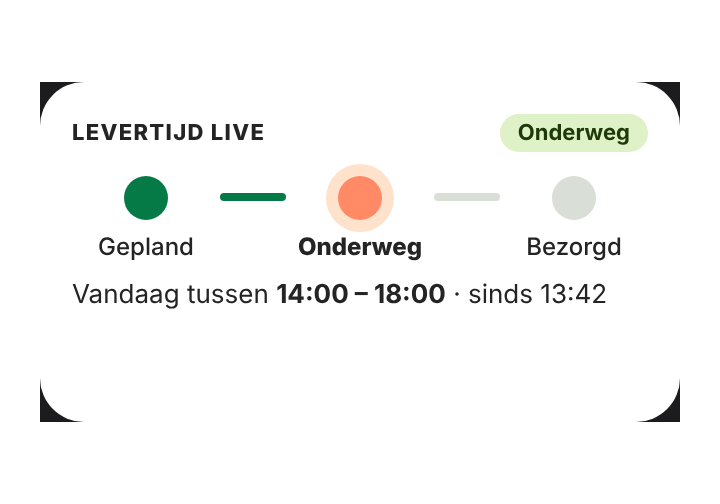 LEVERTIJD LIVE
Onderweg
Gepland
Onderweg
Bezorgd
Vandaag tussen 14:00 – 18:00 · sinds 13:42